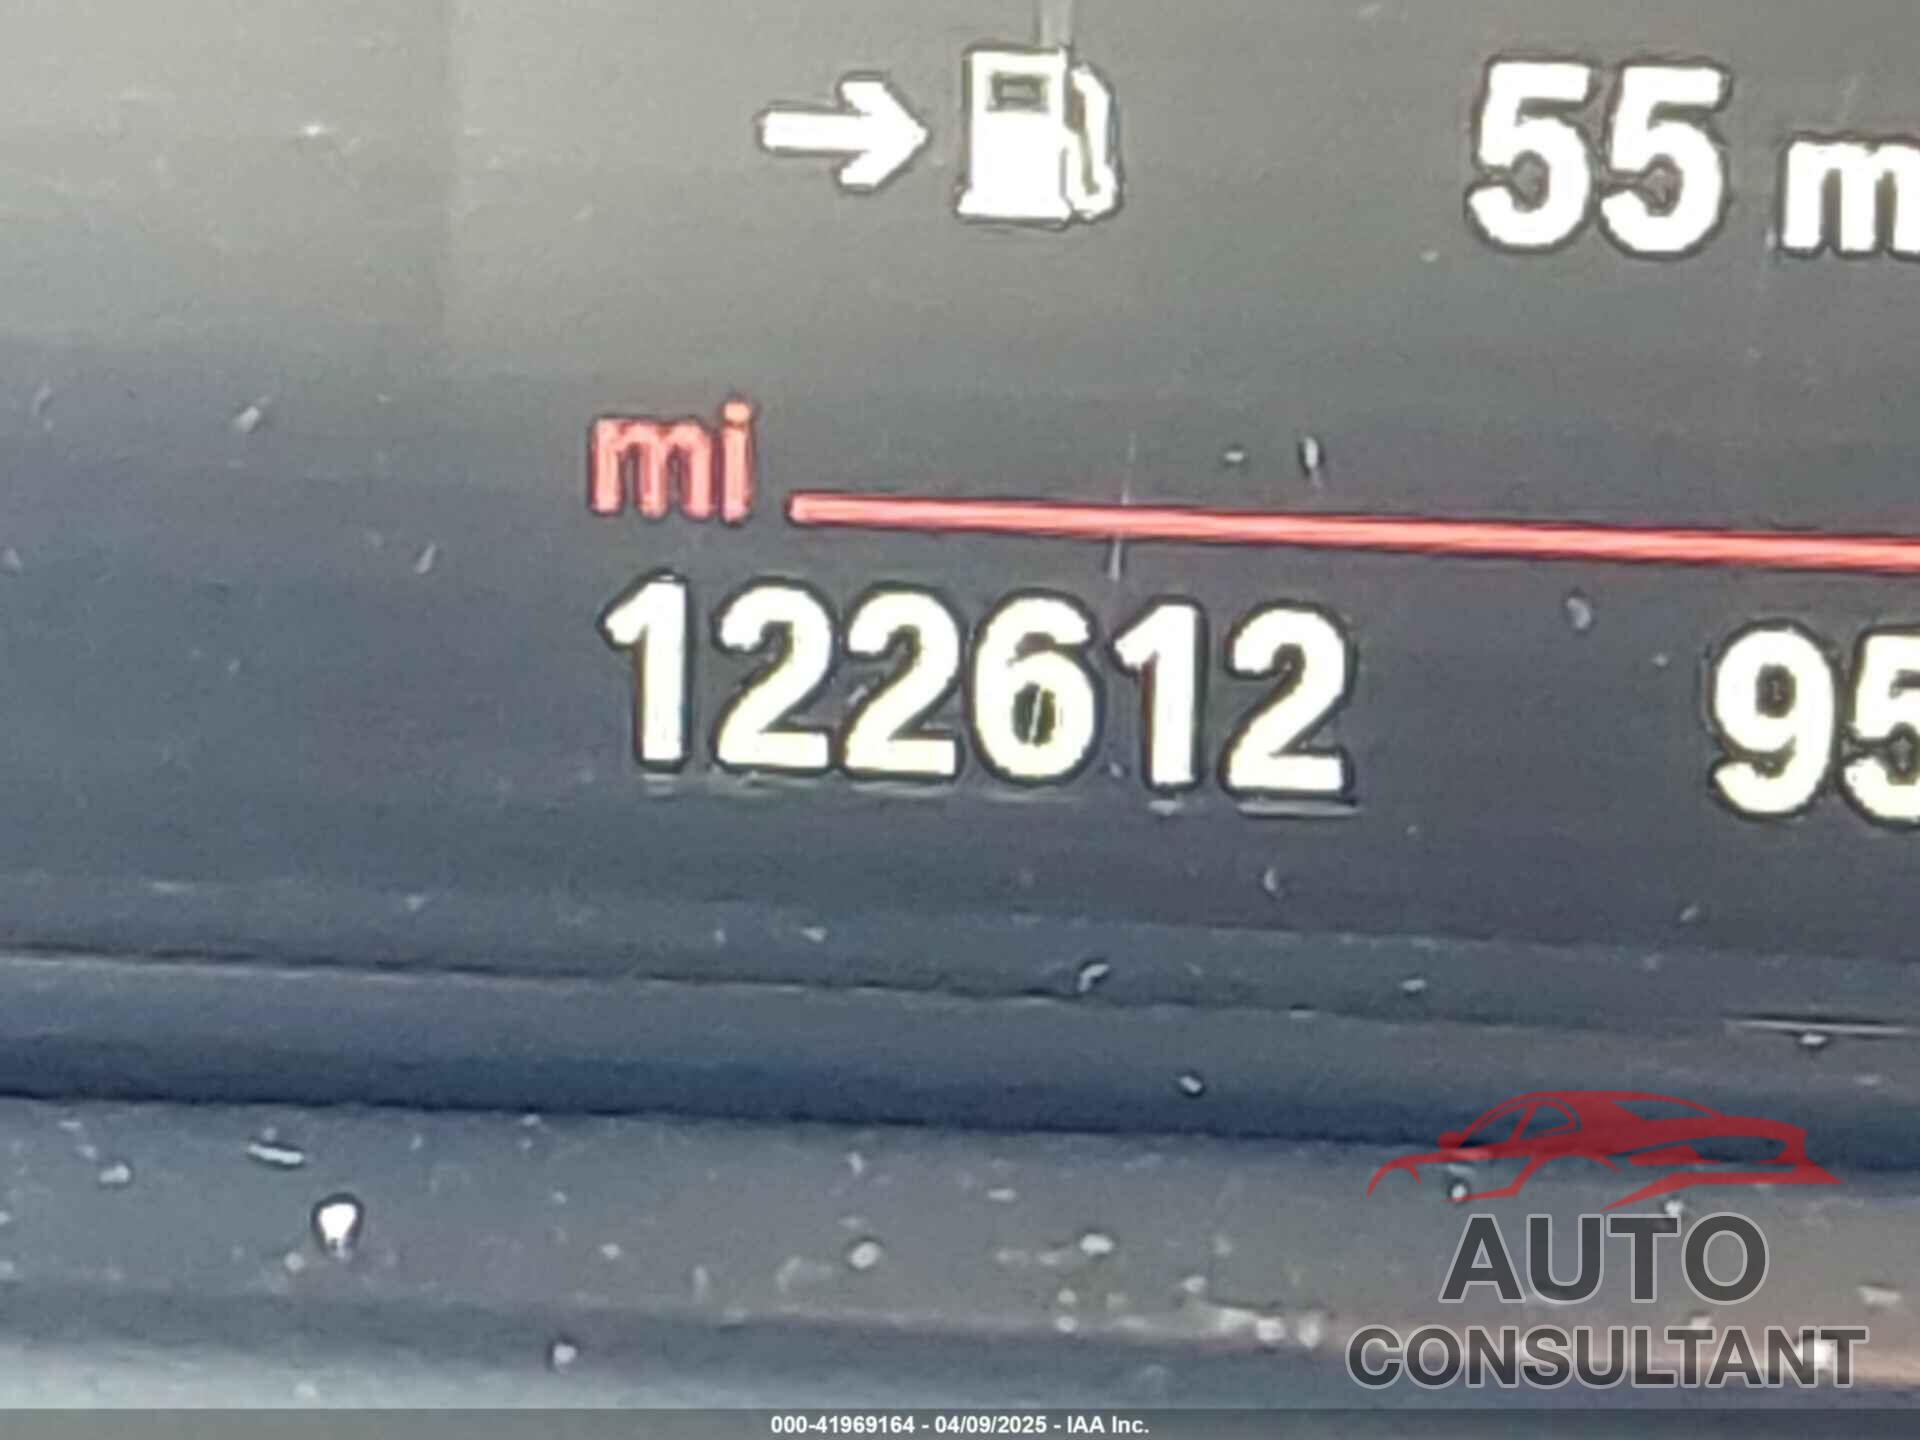 55 m
mi
122612 95
AUTO
CONSULTANT
000-41969164 - 04/09/2025 - IAA Inc.